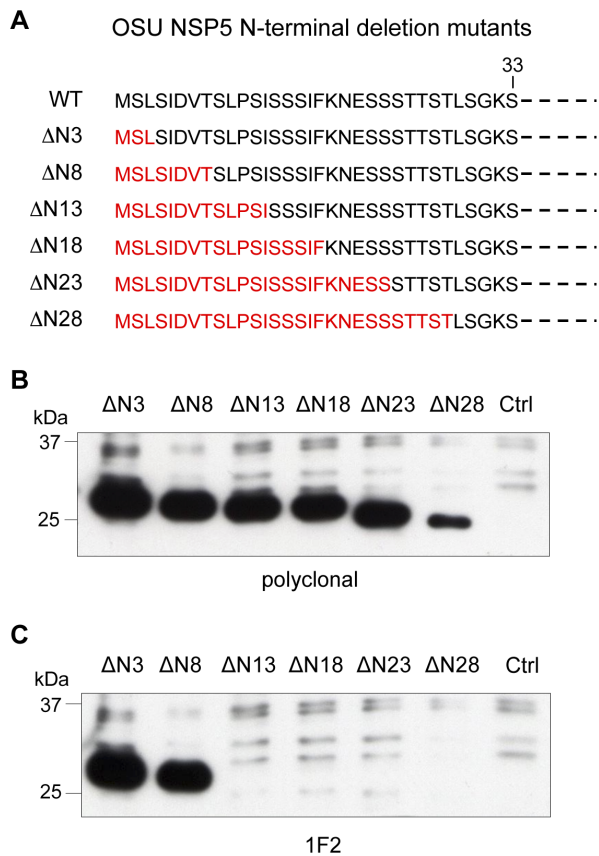 A
OSU NSP5 N-terminal deletion mutants
33
WT MSLSIDVTSLPSISSSIFKNESSSTTSTLSGKS
ΔN3 MSLSIDVTSLPSISSSIFKNESSSTTSTLSGKS
ΔN8 MSLSIDVTSLPSISSSIFKNESSSTTSTLSGKS
ΔN13 MSLSIDVTSLPSISSSIFKNESSSTTSTLSGKS
ΔN18 MSLSIDVTSLPSISSSIFKNESSSTTSTLSGKS
ΔN23 MSLSIDVTSLPSISSSIFKNESSSTTSTLSGKS
ΔN28 MSLSIDVTSLPSISSSIFKNESSSTTSTLSGKS
B
kDa ΔN3 ΔN8 ΔN13 ΔN18 ΔN23 ΔN28 Ctrl
37
25
polyclonal
C
kDa ΔN3 ΔN8 ΔN13 ΔN18 ΔN23 ΔN28 Ctrl
37
25
1F2